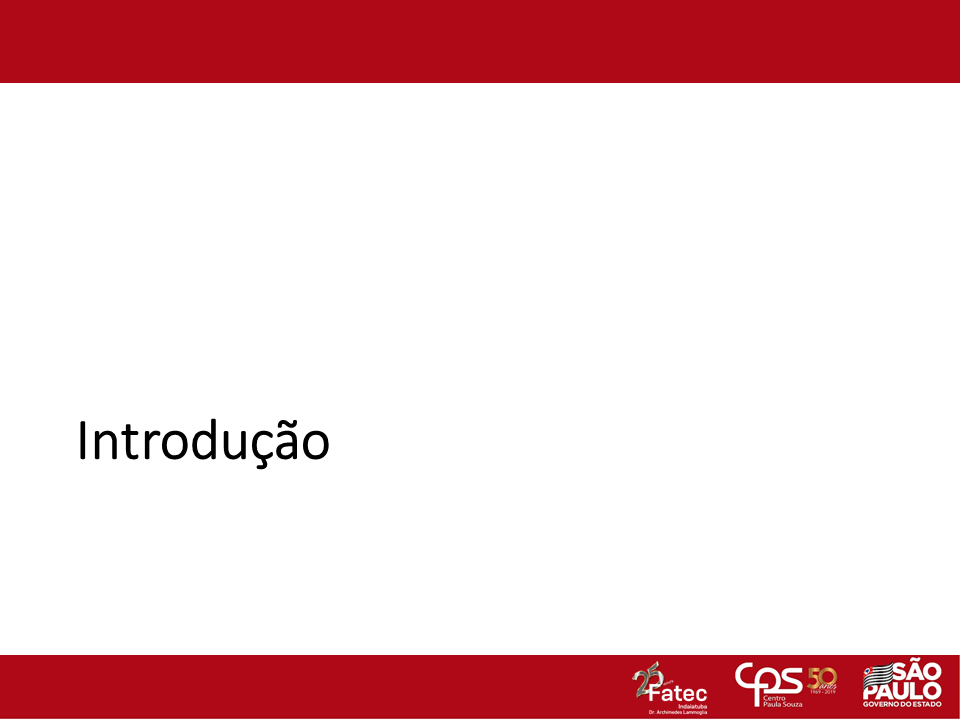 Introdução
25
Fatec
Indaiatuba
Dr. Archimedes Lammoglia
CPS
Centro
Paula Souza
50
anos
1969 - 2019
SÃO
PAULO
GOVERNO DO ESTADO